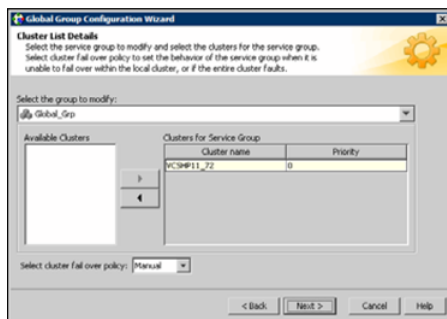 Global Group Configuration Wizard
Cluster List Details
Select the service group to modify and select the clusters for the service group.
Select cluster fail over policy to set the behavior of the service group when it is
unable to fail over within the local cluster, or if the entire cluster faults.
Select the group to modify:
Global_Grp
Available Clusters
Clusters for Service Group
Cluster name Priority
VCSHP11_72 0
Select cluster fail over policy: Manual
< Back Next > Cancel Help